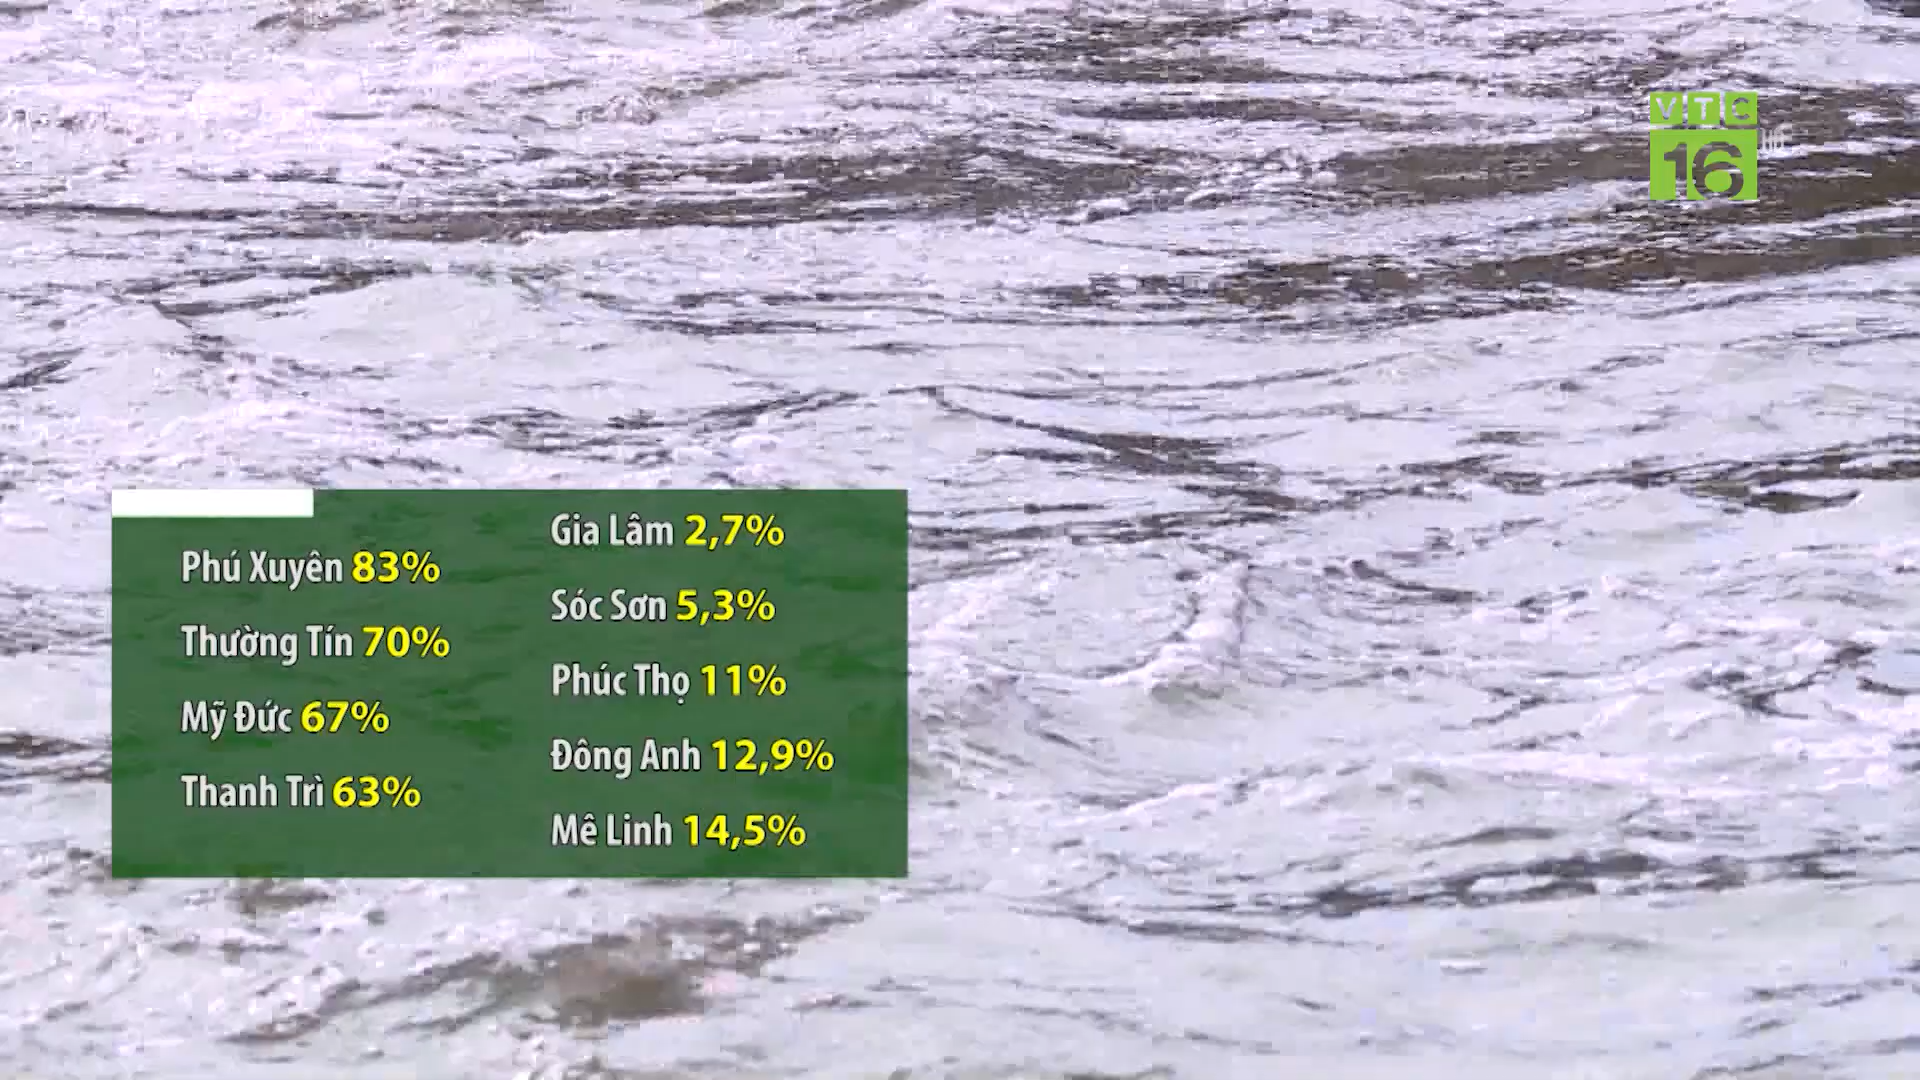 VTC
16
HD
Phú Xuyên 83%
Thường Tín 70%
Mỹ Đức 67%
Thanh Trì 63%
Gia Lâm 2,7%
Sóc Sơn 5,3%
Phúc Thọ 11%
Đông Anh 12,9%
Mê Linh 14,5%